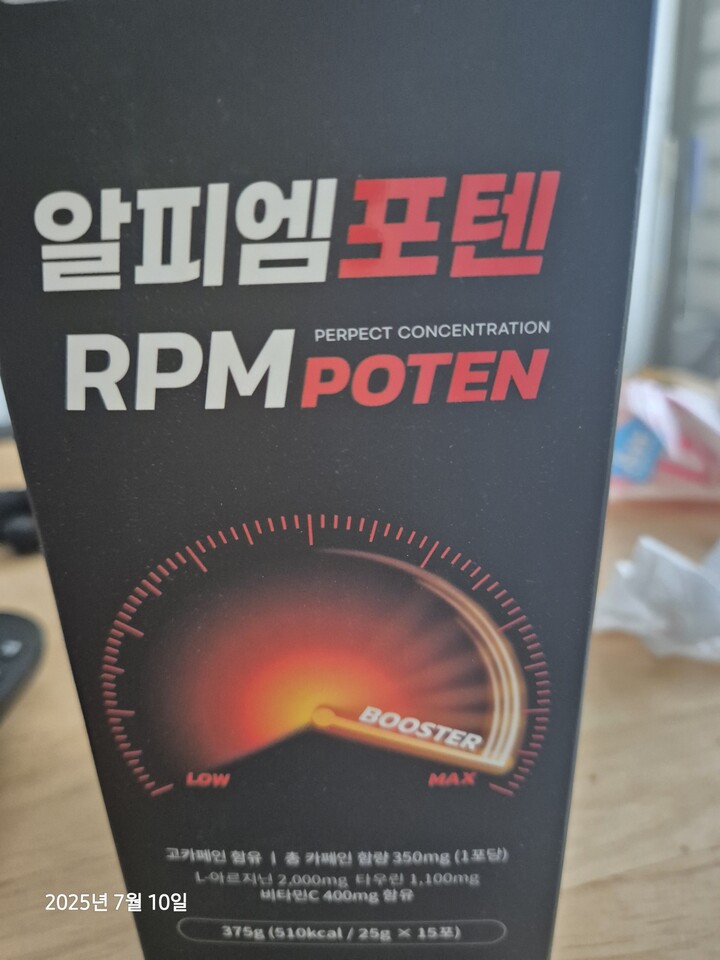 알피엠포텐
PERPECT CONCENTRATION
RPM POTEN
BOOSTER
LOW
MAX
고카페인 함유 | 총 카페인 함량 350mg (1포당)
L-아르지닌 2,000mg 타우린 1,100mg
비타민C 400mg 함유
2025년 7월 10일
375g (510kcal / 25g × 15포)